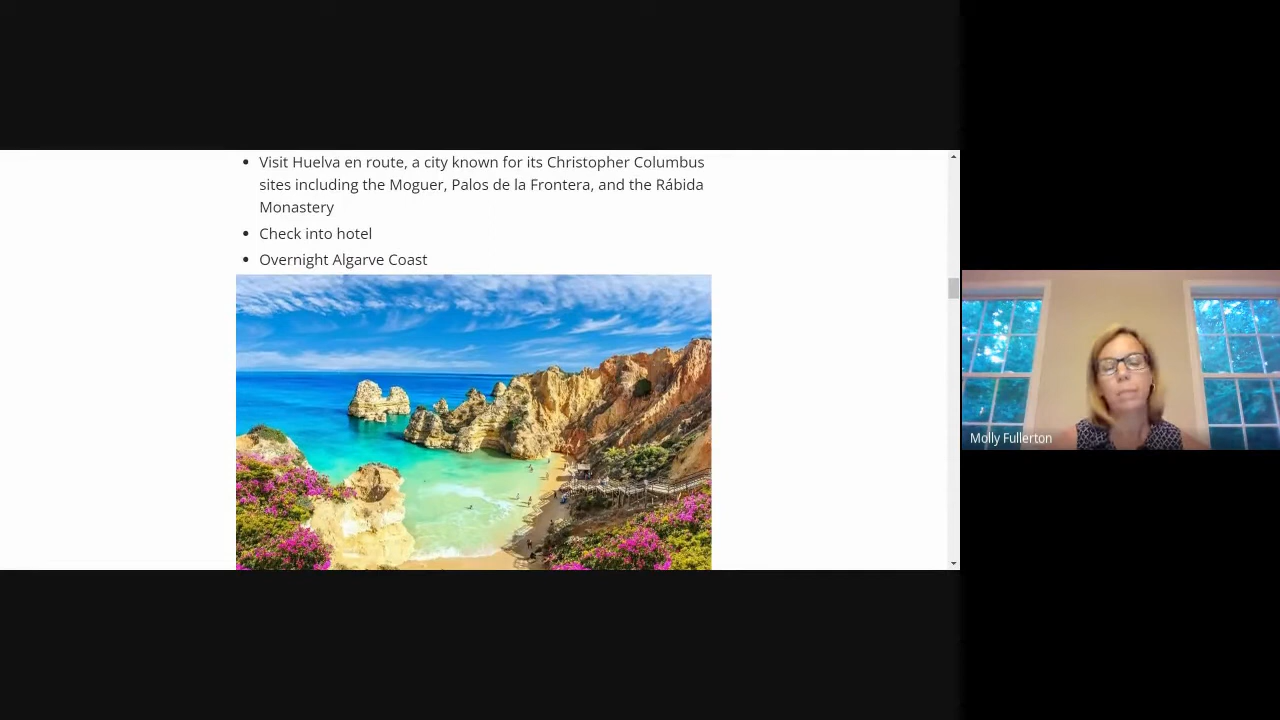 Visit Huelva en route, a city known for its Christopher Columbus
sites including the Moguer, Palos de la Frontera, and the Rábida
Monastery
Check into hotel
Overnight Algarve Coast
Molly Fullerton